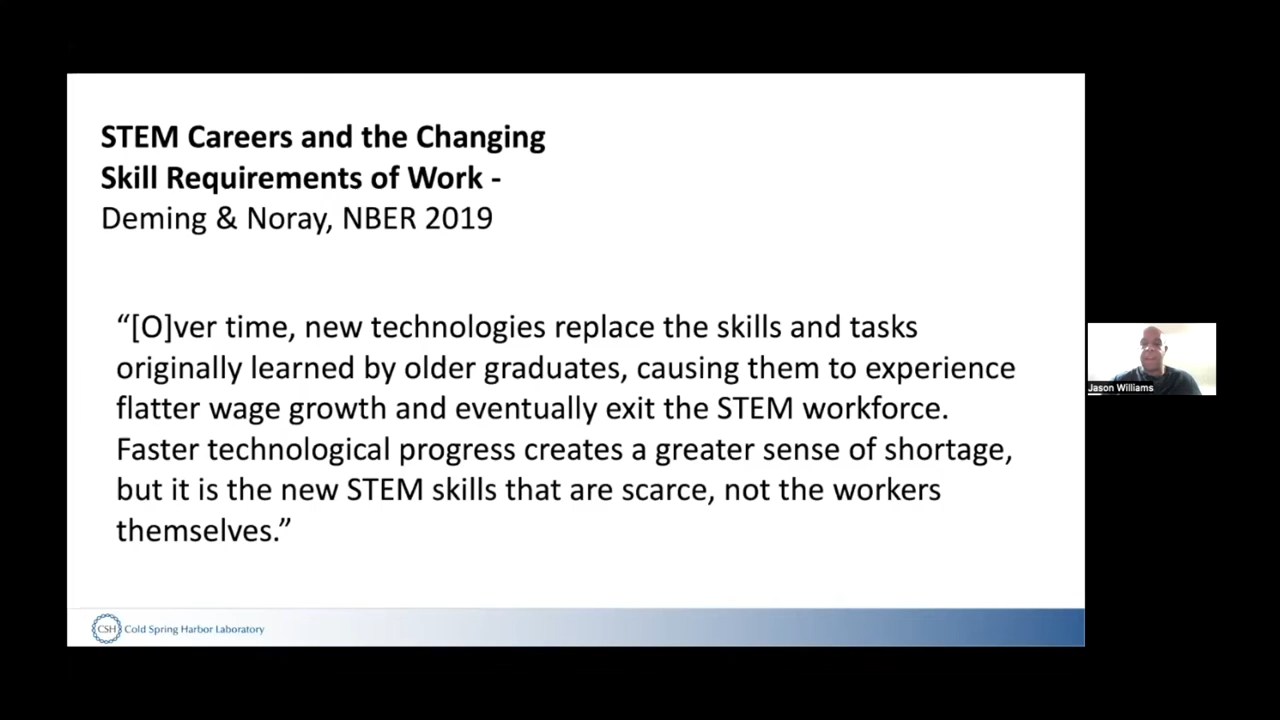 STEM Careers and the Changing
Skill Requirements of Work -
Deming & Noray, NBER 2019
“[O]ver time, new technologies replace the skills and tasks
originally learned by older graduates, causing them to experience
flatter wage growth and eventually exit the STEM workforce.
Faster technological progress creates a greater sense of shortage,
but it is the new STEM skills that are scarce, not the workers
themselves.”
Jason Williams
CSH Cold Spring Harbor Laboratory